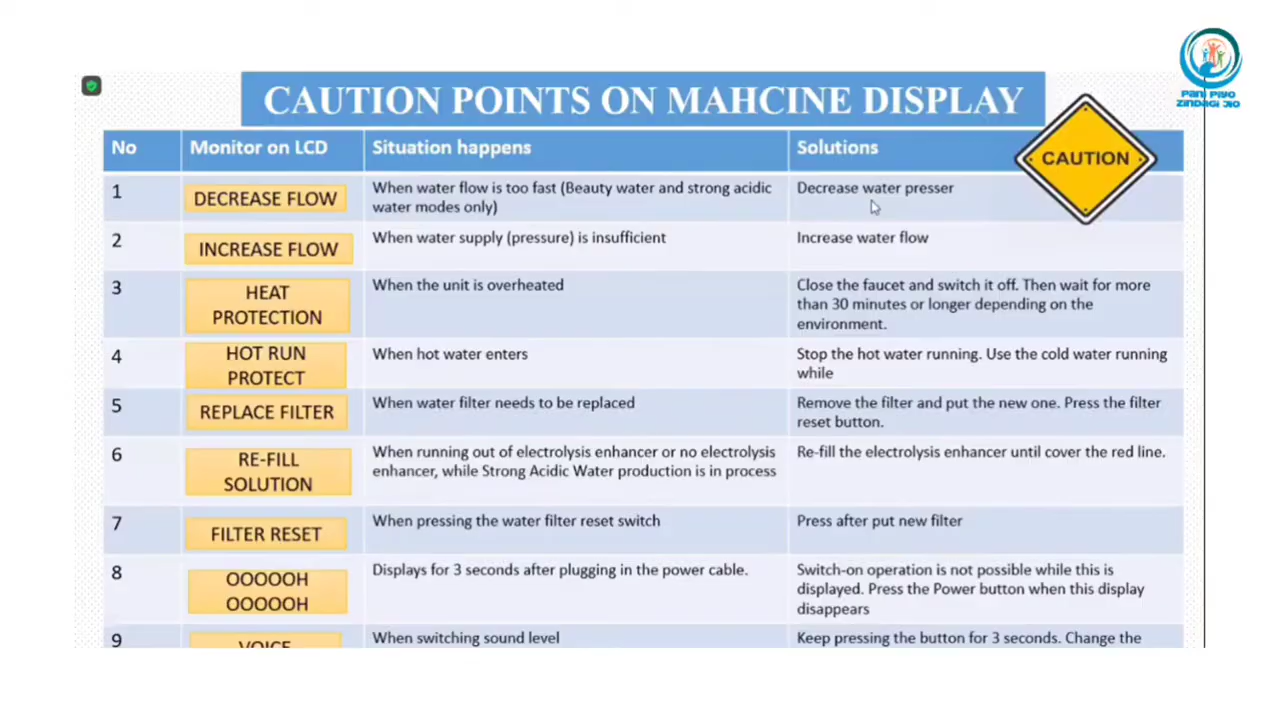 CAUTION POINTS ON MAHCINE DISPLAY
PANI PIYO
ZINDAGI JIO
CAUTION
No Monitor on LCD Situation happens Solutions
1 DECREASE FLOW When water flow is too fast (Beauty water and strong acidic Decrease water presser
water modes only)
2 INCREASE FLOW When water supply (pressure) is insufficient Increase water flow
3 HEAT When the unit is overheated Close the faucet and switch it off. Then wait for more
PROTECTION than 30 minutes or longer depending on the
environment.
4 HOT RUN When hot water enters Stop the hot water running. Use the cold water running
PROTECT while
5 REPLACE FILTER When water filter needs to be replaced Remove the filter and put the new one. Press the filter
reset button.
6 RE-FILL When running out of electrolysis enhancer or no electrolysis Re-fill the electrolysis enhancer until cover the red line.
SOLUTION enhancer, while Strong Acidic Water production is in process
7 FILTER RESET When pressing the water filter reset switch Press after put new filter
8 OOOOOH Displays for 3 seconds after plugging in the power cable. Switch-on operation is not possible while this is
OOOOOH displayed. Press the Power button when this display
disappears
9 VOICE When switching sound level Keep pressing the button for 3 seconds. Change the